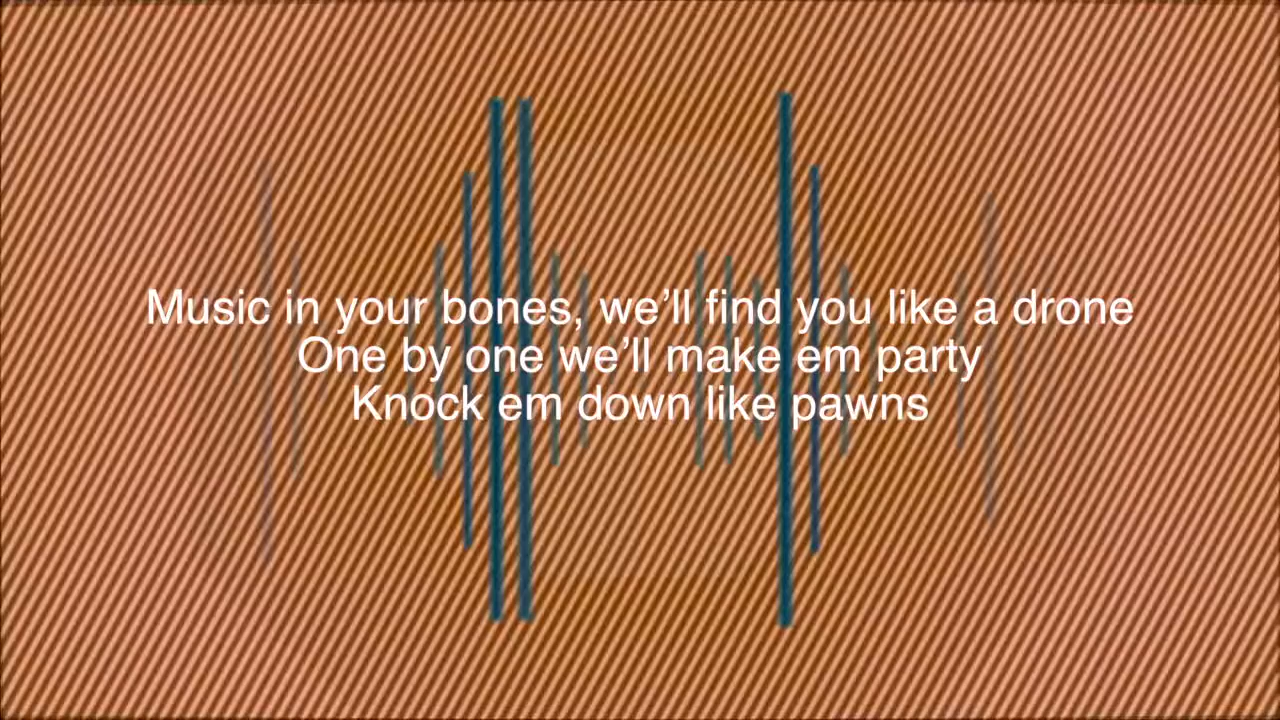 Music in your bones, we’ll find you like a drone
One by one we’ll make em party
Knock em down like pawns